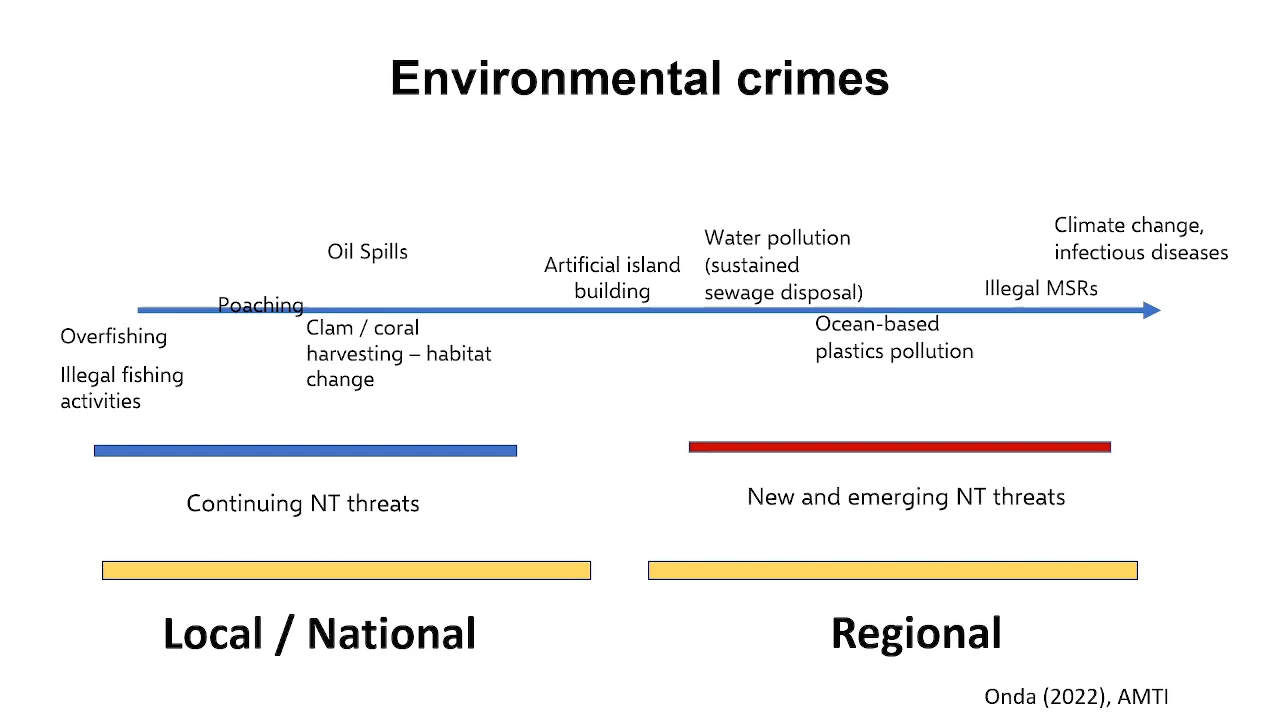 Environmental crimes
Climate change,
infectious diseases
Oil Spills
Water pollution
(sustained
sewage disposal)
Artificial island
building
Illegal MSRs
Poaching
Overfishing
Clam / coral
harvesting – habitat
change
Ocean-based
plastics pollution
Illegal fishing
activities
Continuing NT threats
New and emerging NT threats
Local / National
Regional
Onda (2022), AMTI